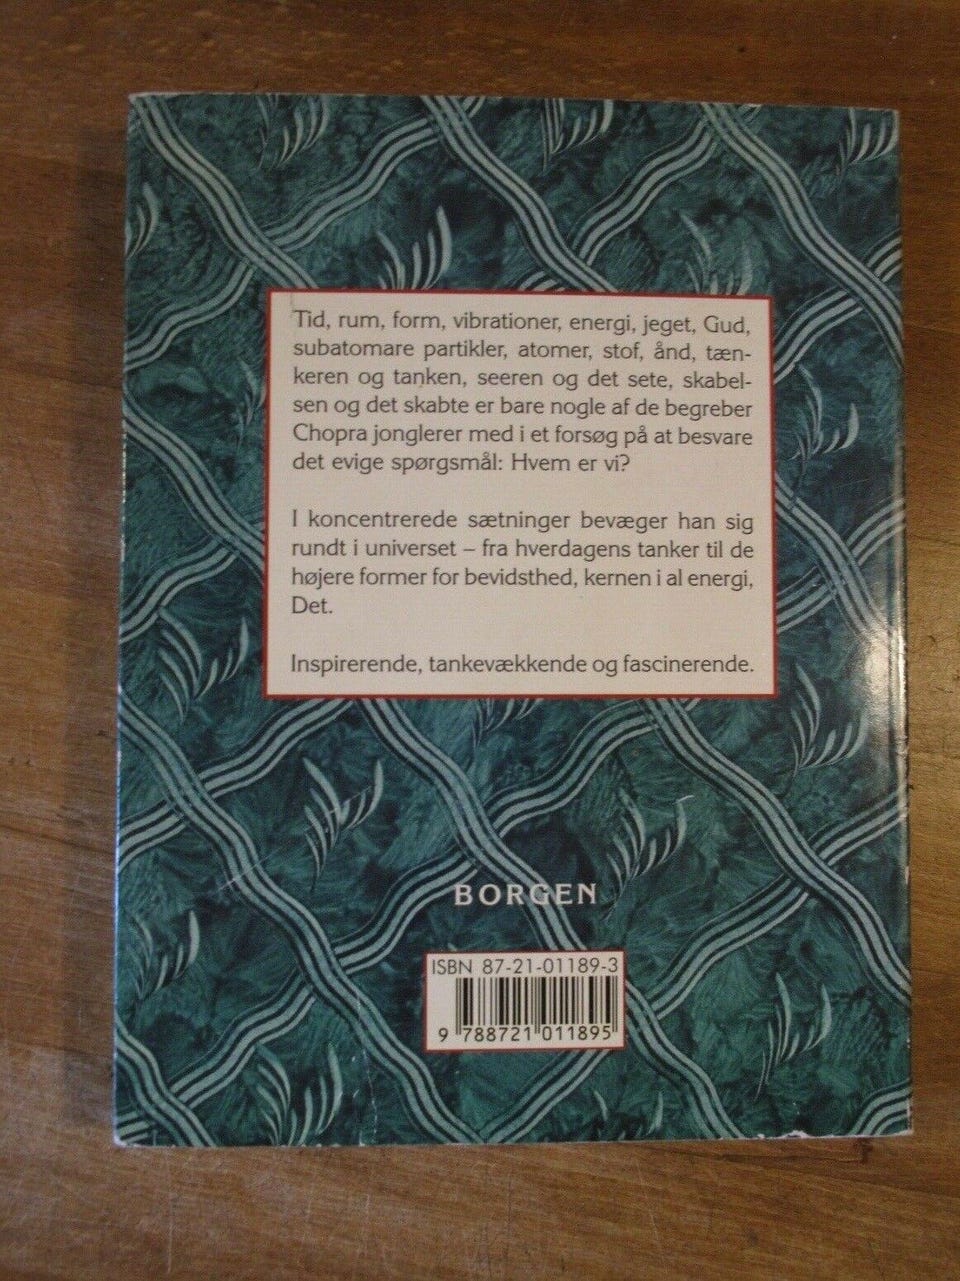 Tid, rum, form, vibrationer, energi, jeget, Gud,
subatomare partikler, atomer, stof, ånd, tæn-
keren og tanken, seeren og det sete, skabel-
sen og det skabte er bare nogle af de begreber
Chopra jonglerer med i et forsøg på at besvare
det evige spørgsmål: Hvem er vi?
I koncentrerede sætninger bevæger han sig
rundt i universet – fra hverdagens tanker til de
højere former for bevidsthed, kernen i al energi,
Det.
Inspirerende, tankevækkende og fascinerende.
BORGEN
ISBN 87-21-01189-3
9 788721 011895